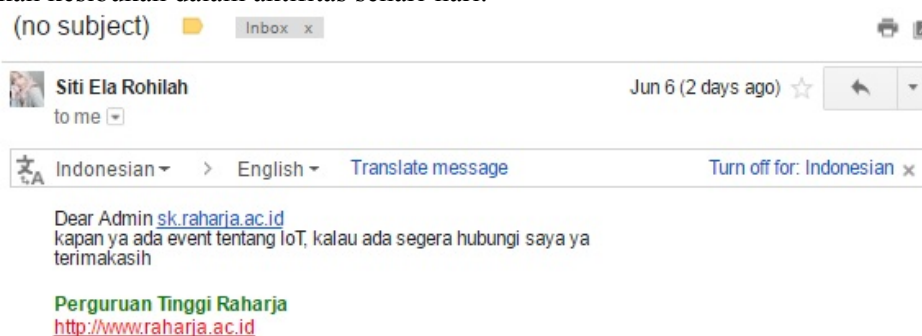 (no subject) Inbox x
Siti Ela Rohilah Jun 6 (2 days ago)
to me
Indonesian > English Translate message Turn off for: Indonesian x
Dear Admin sk.raharja.ac.id
kapan ya ada event tentang IoT, kalau ada segera hubungi saya ya
terimakasih
Perguruan Tinggi Raharja
http://www.raharja.ac.id